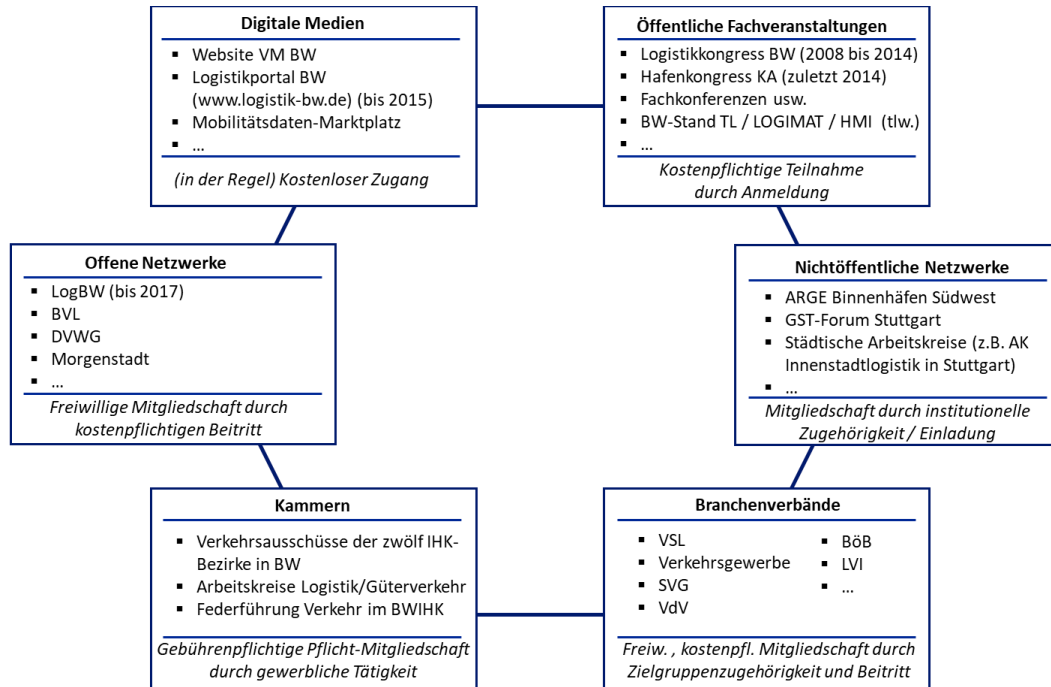 Digitale Medien
▪ Website VM BW
▪ Logistikportal BW
(www.logistik-bw.de) (bis 2015)
▪ Mobilitätsdaten-Marktplatz
▪ ...
(in der Regel) Kostenloser Zugang
Öffentliche Fachveranstaltungen
▪ Logistikkongress BW (2008 bis 2014)
▪ Hafenkongress KA (zuletzt 2014)
▪ Fachkonferenzen usw.
▪ BW-Stand TL / LOGIMAT / HMI (tlw.)
▪ ...
Kostenpflichtige Teilnahme
durch Anmeldung
Offene Netzwerke
▪ LogBW (bis 2017)
▪ BVL
▪ DVWG
▪ Morgenstadt
▪ ...
Freiwillige Mitgliedschaft durch
kostenpflichtigen Beitritt
Nichtöffentliche Netzwerke
▪ ARGE Binnenhäfen Südwest
▪ GST-Forum Stuttgart
▪ Städtische Arbeitskreise (z.B. AK
Innenstadtlogistik in Stuttgart)
▪ ...
Mitgliedschaft durch institutionelle
Zugehörigkeit / Einladung
Kammern
▪ Verkehrsausschüsse der zwölf IHK-
Bezirke in BW
▪ Arbeitskreise Logistik/Güterverkehr
▪ Federführung Verkehr im BWIHK
Gebührenpflichtige Pflicht-Mitgliedschaft
durch gewerbliche Tätigkeit
Branchenverbände
▪ VSL
▪ Verkehrsgewerbe
▪ SVG
▪ VdV
▪ BöB
▪ LVI
▪ ...
Freiw. , kostenpfl. Mitgliedschaft durch
Zielgruppenzugehörigkeit und Beitritt